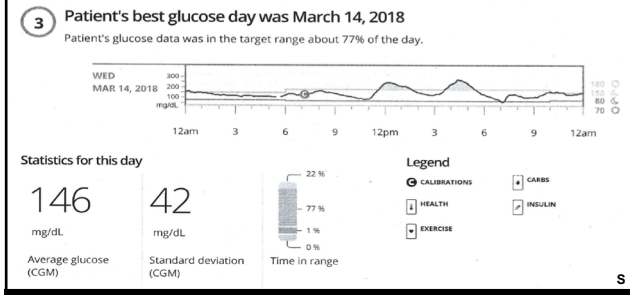 3
Patient's best glucose day was March 14, 2018
Patient's glucose data was in the target range about 77% of the day.
WED
MAR 14, 2018
300
200
100
mg/dL
180
150
80
70
12am 3 6 9 12pm 3 6 9 12am
Statistics for this day
146
mg/dL
Average glucose
(CGM)
42
mg/dL
Standard deviation
(CGM)
22 %
77 %
1 %
0 %
Time in range
Legend
C CALIBRATIONS
CARBS
HEALTH
INSULIN
EXERCISE
S